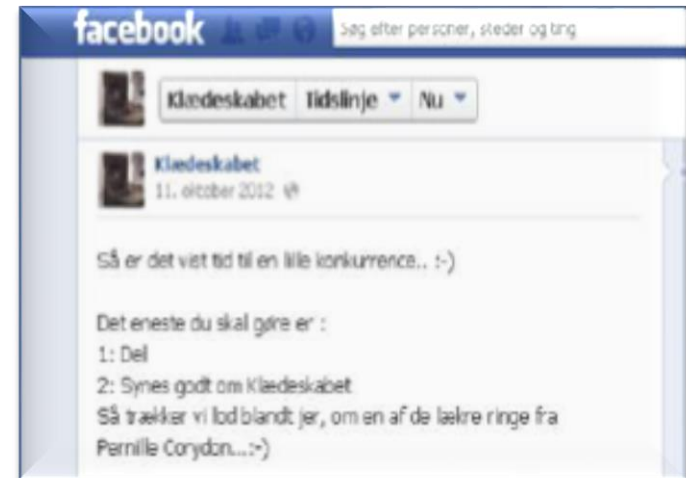 facebook
Søg efter personer, steder og ting
Klædeskabet Tidslinje Nu
Klædeskabet
11. oktober 2012
Så er det vist tid til en lille konkurrence.. :-)
Det eneste du skal gøre er :
1: Del
2: Synes godt om Klædeskabet
Så trækker vi lod blandt jer, om en af de lækre ringe fra
Pernille Corydon...:-)